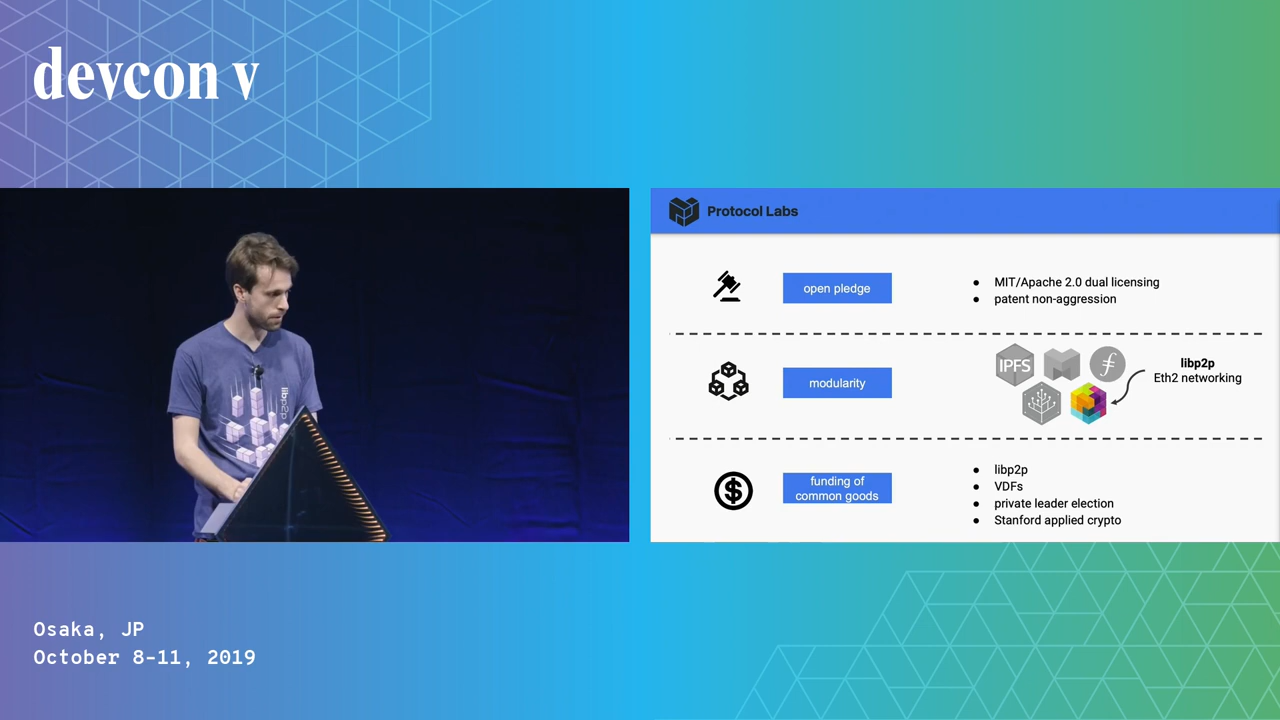 devcon v
libp2p
Protocol Labs
open pledge
MIT/Apache 2.0 dual licensing
patent non-aggression
modularity
IPFS
libp2p
Eth2 networking
$
funding of
common goods
libp2p
VDFs
private leader election
Stanford applied crypto
Osaka, JP
October 8-11, 2019